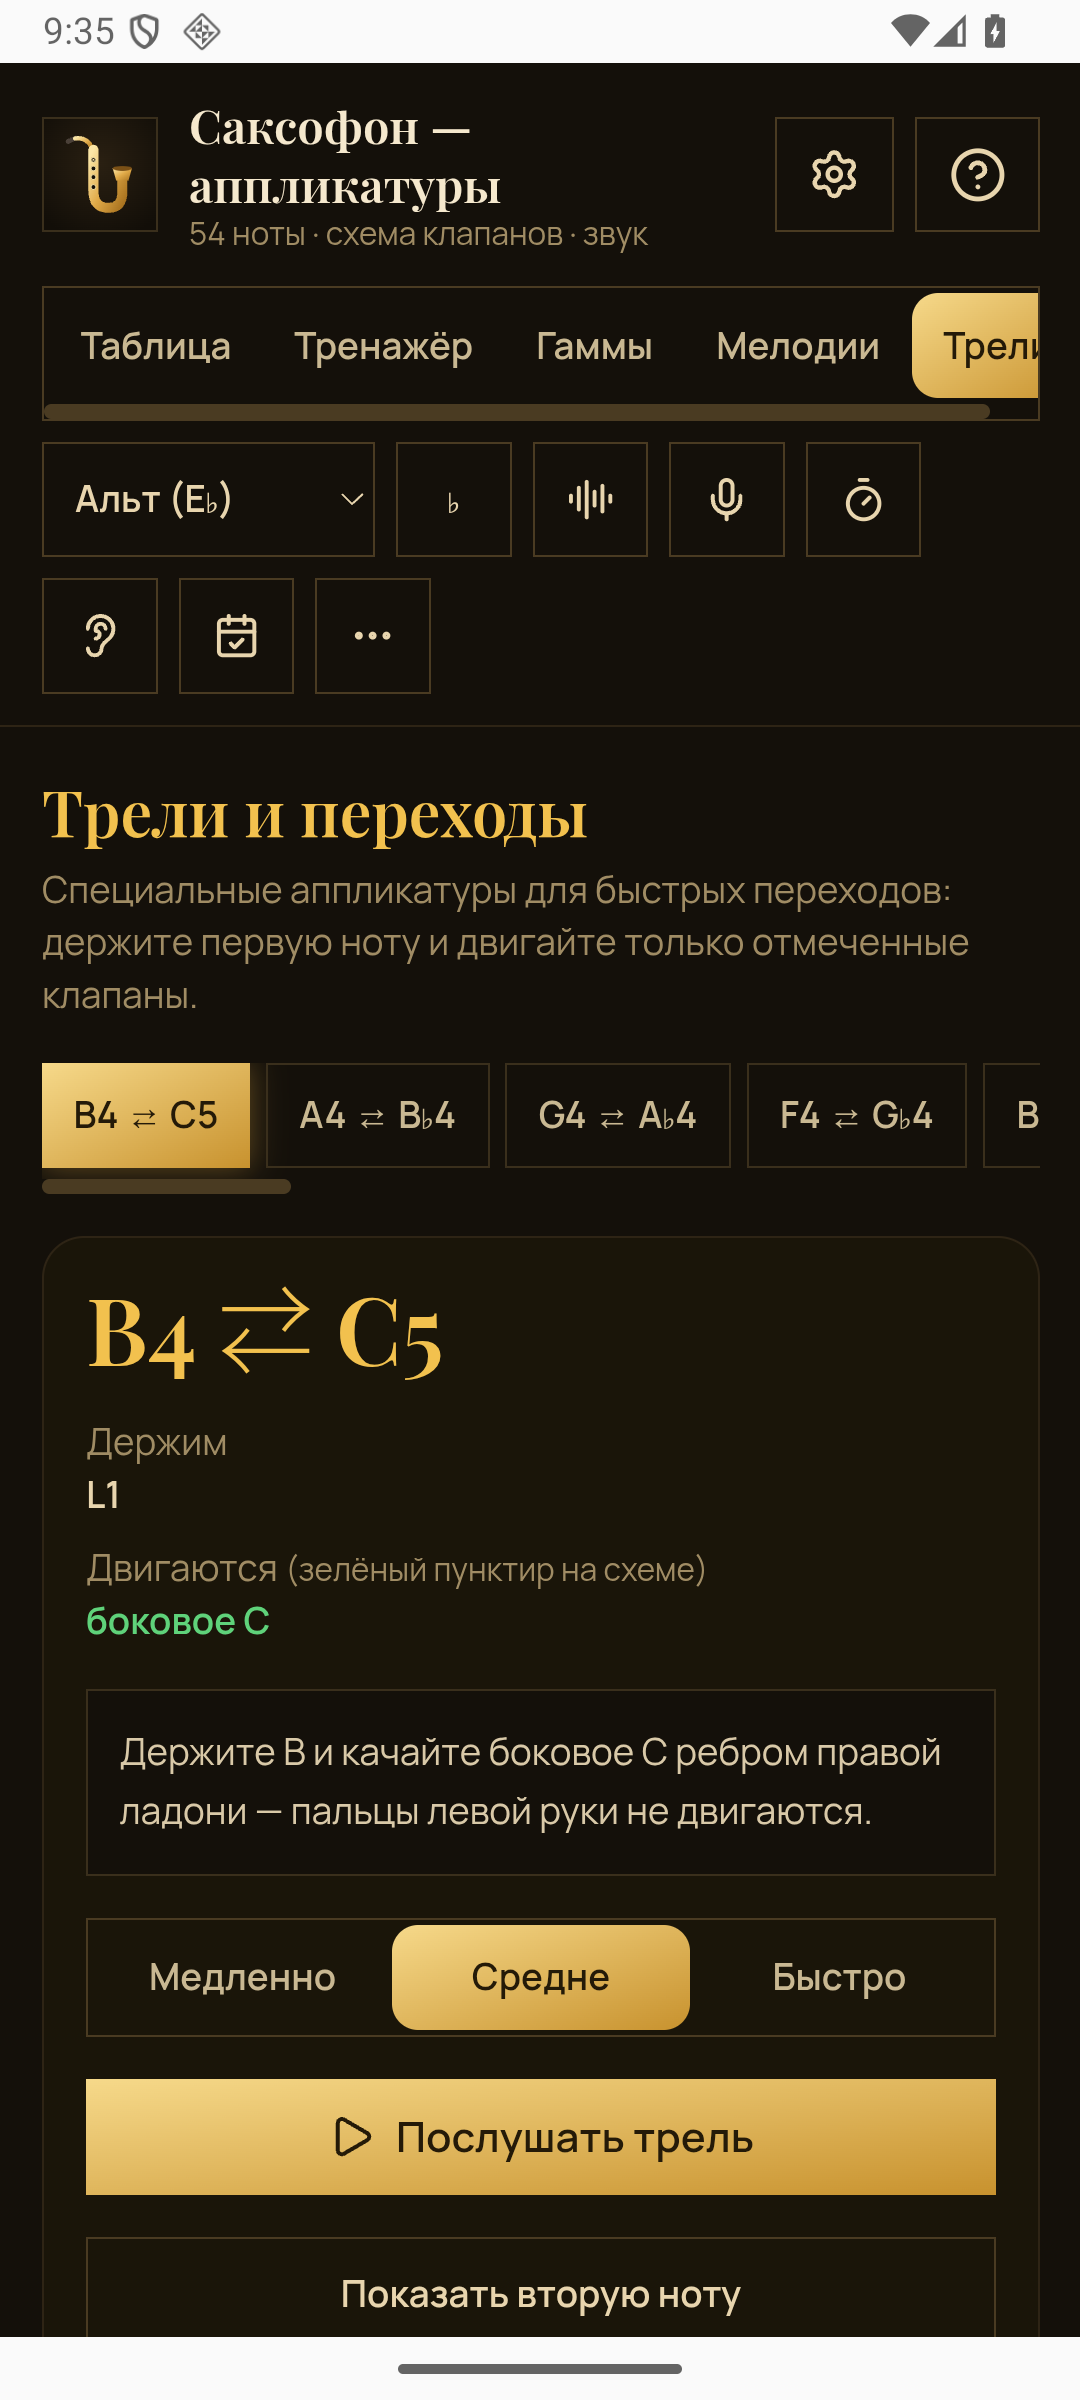 9:35
Саксофон —
аппликатуры
54 ноты · схема клапанов · звук
Таблица Тренажёр Гаммы Мелодии Трели
Альт (E♭) ♭
Трели и переходы
Специальные аппликатуры для быстрых переходов:
держите первую ноту и двигайте только отмеченные
клапаны.
B4 ⇄ C5 A4 ⇄ B♭4 G4 ⇄ A♭4 F4 ⇄ G♭4 B
B4 ⇄ C5
Держим
L1
Двигаются (зелёный пунктир на схеме)
боковое C
Держите B и качайте боковое C ребром правой
ладони — пальцы левой руки не двигаются.
Медленно Средне Быстро
Послушать трель
Показать вторую ноту